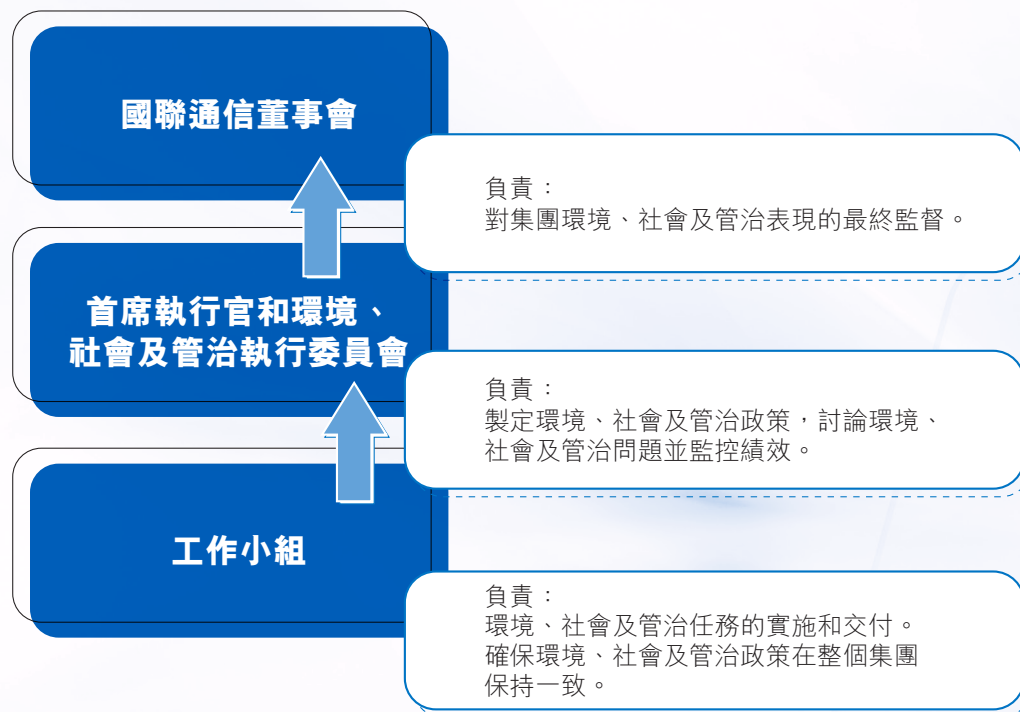 國聯通信董事會
負責：
對集團環境、社會及管治表現的最終監督。
首席執行官和環境、
社會及管治執行委員會
負責：
製定環境、社會及管治政策，討論環境、
社會及管治問題並監控績效。
工作小組
負責：
環境、社會及管治任務的實施和交付。
確保環境、社會及管治政策在整個集團
保持一致。